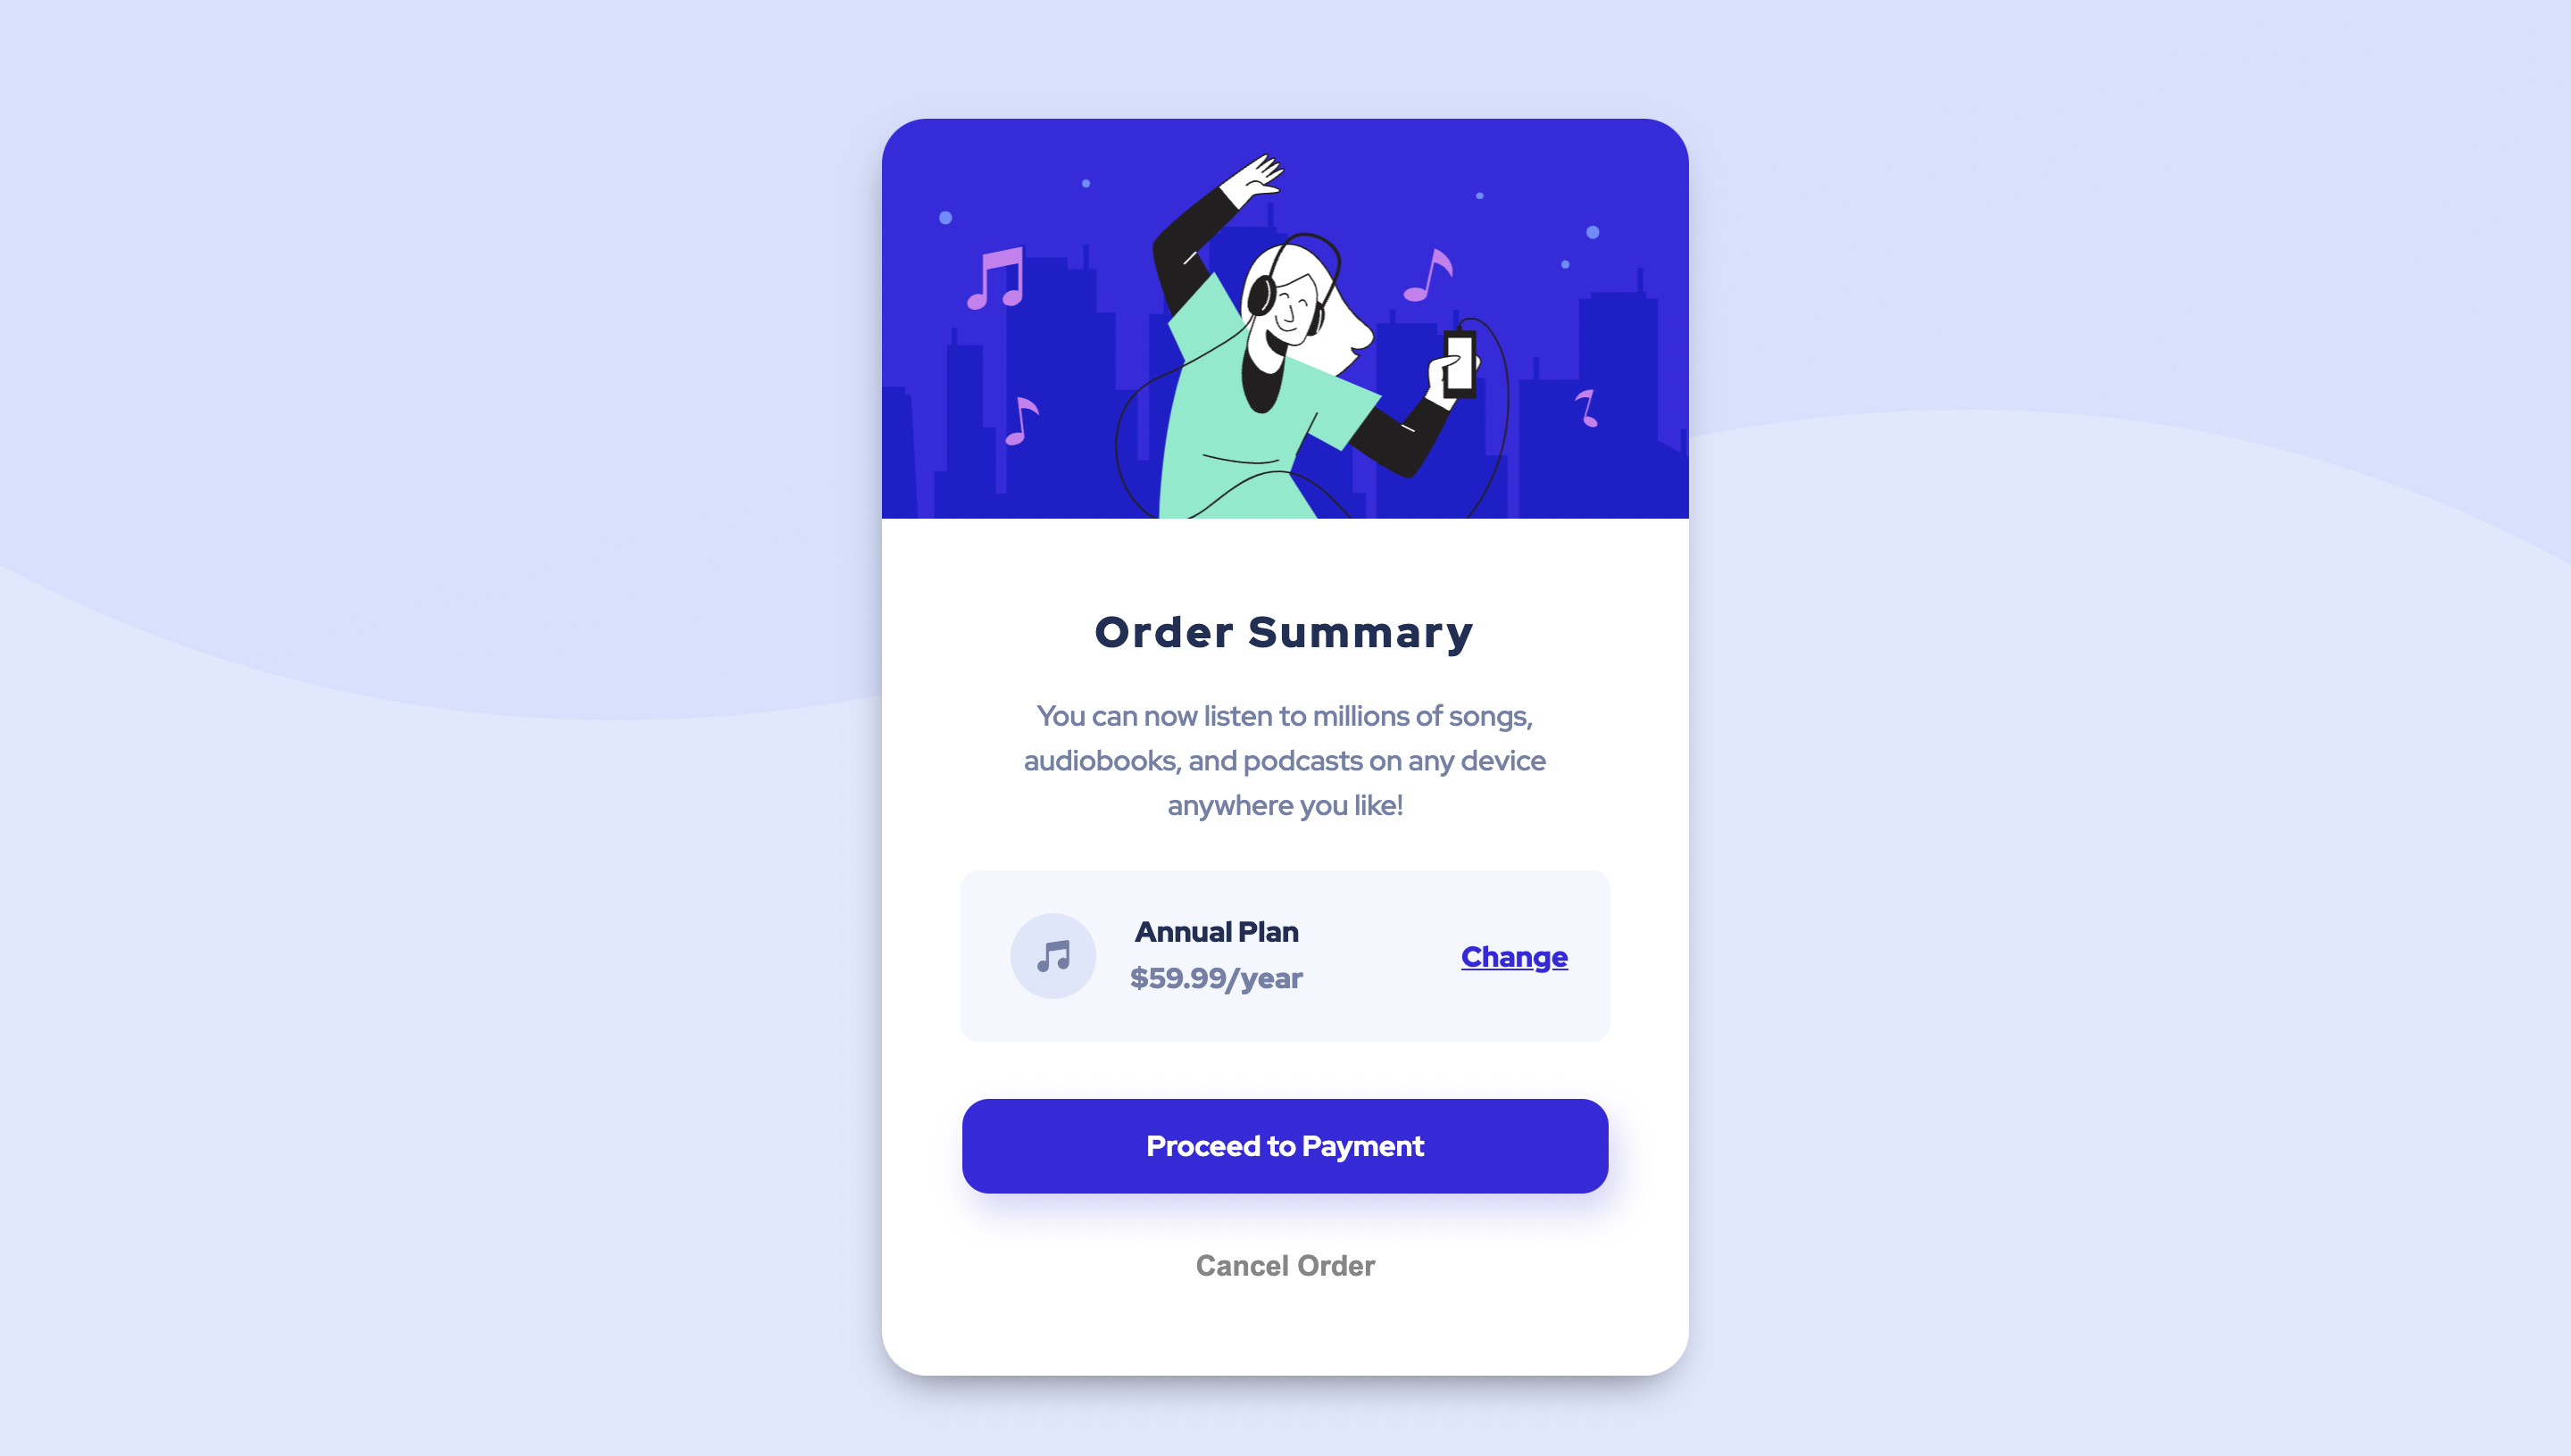 Order Summary
You can now listen to millions of songs,
audiobooks, and podcasts on any device
anywhere you like!
Annual Plan
$59.99/year
Change
Proceed to Payment
Cancel Order